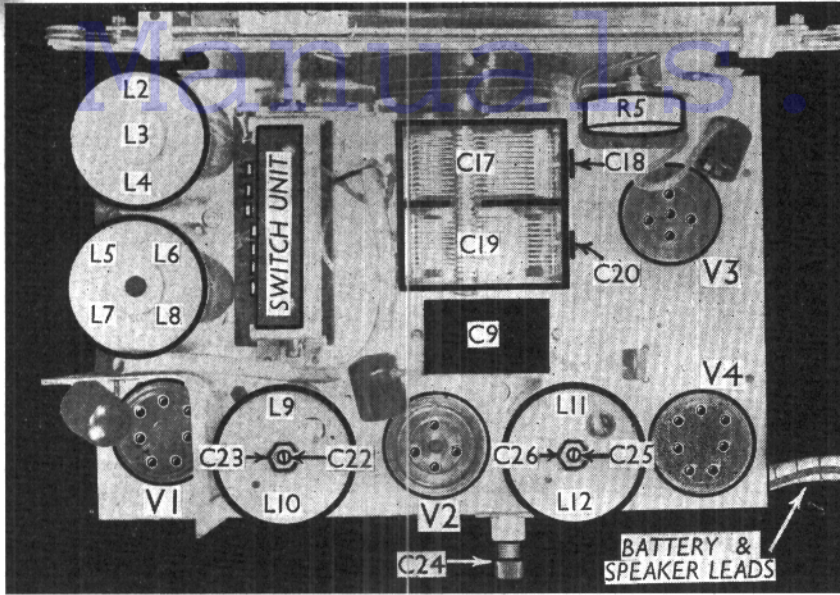 Manuals.
L2
L3
L4
L5 L6
L7 L8
SWITCH UNIT
C17
C18
C19
C20
R5
V3
C9
V4
L9
C23 C22
L10
V1
V2
L11
C26 C25
L12
C24
BATTERY &
SPEAKER LEADS